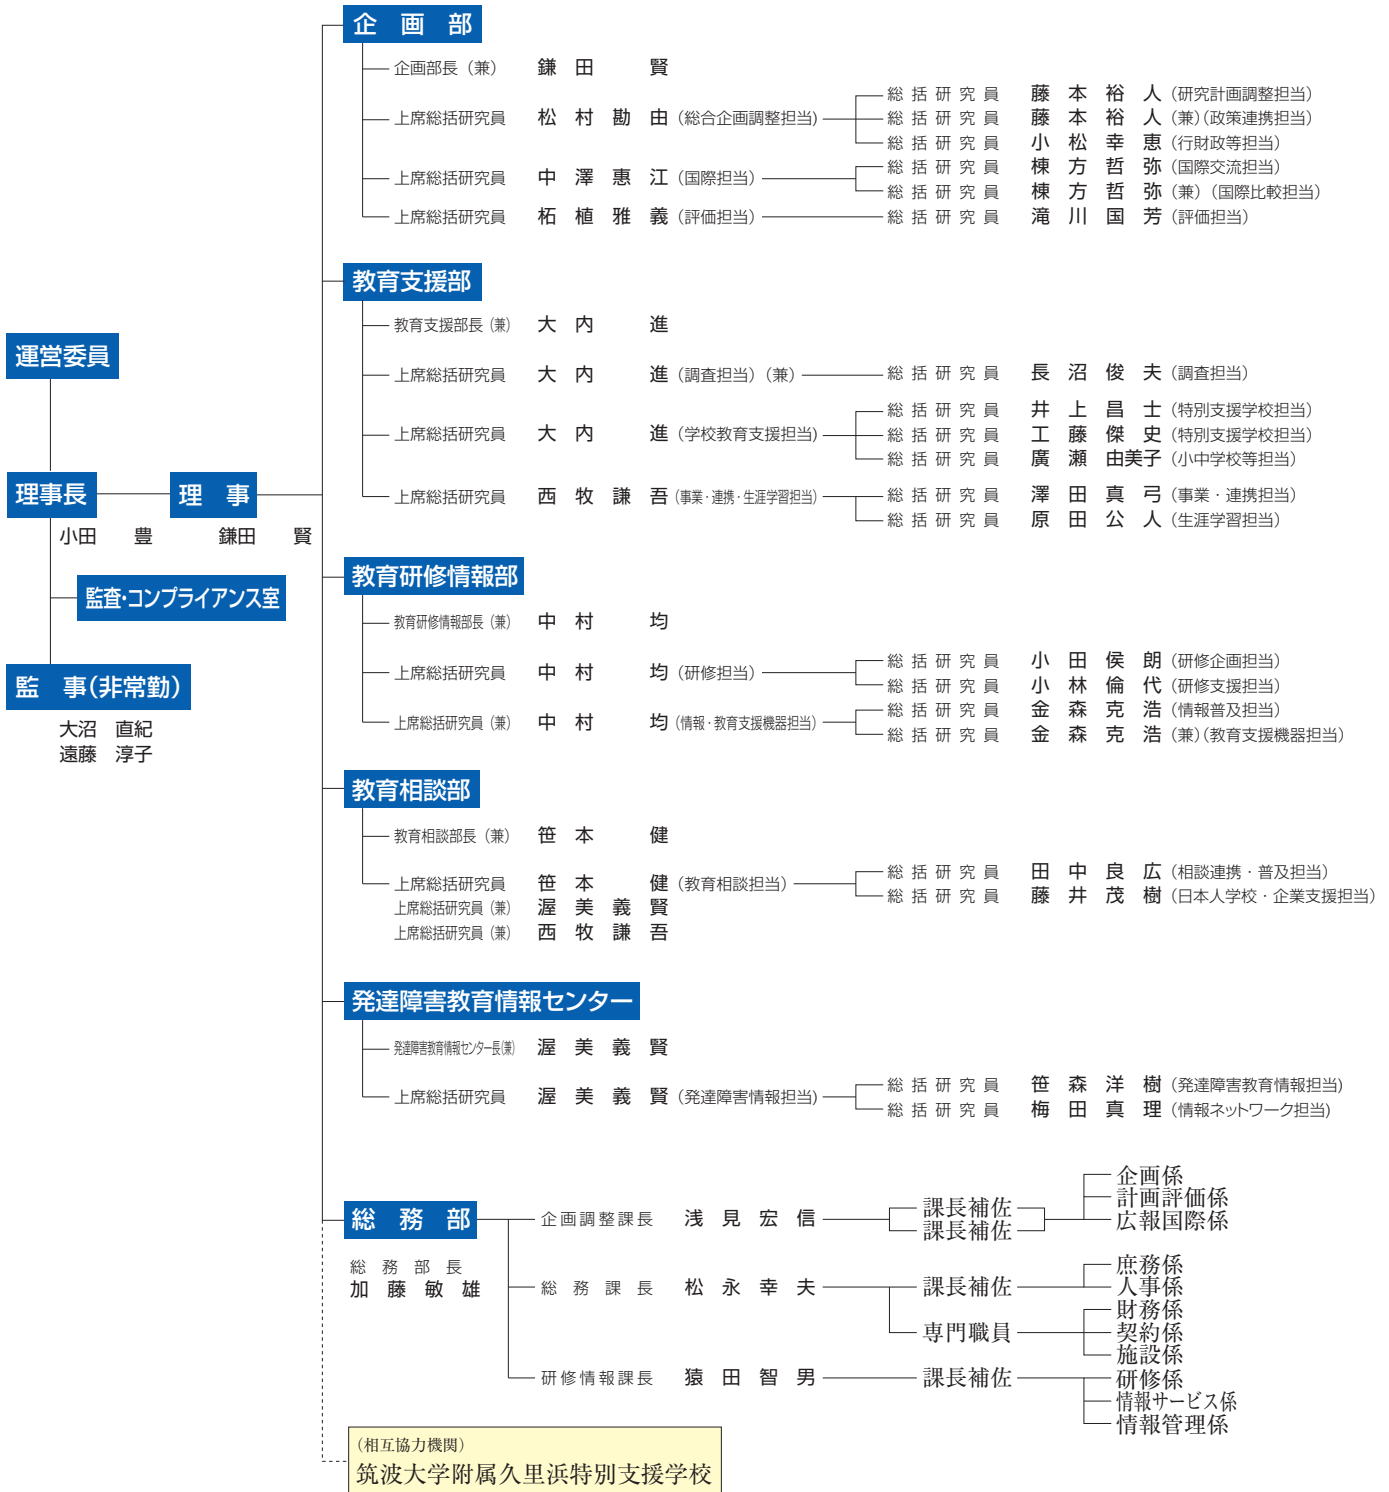 運営委員
理事長
小田　豊
理　事
鎌田　賢
監査・コンプライアンス室
監　事(非常勤)
大沼　直紀
遠藤　淳子
企　画　部
企画部長（兼）　鎌田　賢
上席総括研究員　松村勘由（総合企画調整担当）
総括研究員　藤本裕人（研究計画調整担当）
総括研究員　藤本裕人（兼）（政策連携担当）
総括研究員　小松幸恵（行財政等担当）
上席総括研究員　中澤惠江（国際担当）
総括研究員　棟方哲弥（国際交流担当）
総括研究員　棟方哲弥（兼）（国際比較担当）
上席総括研究員　柘植雅義（評価担当）
総括研究員　滝川国芳（評価担当）
教育支援部
教育支援部長（兼）　大内　進
上席総括研究員　大内　進（調査担当）（兼）
総括研究員　長沼俊夫（調査担当）
上席総括研究員　大内　進（学校教育支援担当）
総括研究員　井上昌士（特別支援学校担当）
総括研究員　工藤傑史（特別支援学校担当）
総括研究員　廣瀬由美子（小中学校等担当）
上席総括研究員　西牧謙吾（事業・連携・生涯学習担当）
総括研究員　澤田真弓（事業・連携担当）
総括研究員　原田公人（生涯学習担当）
教育研修情報部
教育研修情報部長（兼）　中村　均
上席総括研究員　中村　均（研修担当）
総括研究員　小田侯朗（研修企画担当）
総括研究員　小林倫代（研修支援担当）
上席総括研究員（兼）　中村　均（情報・教育支援機器担当）
総括研究員　金森克浩（情報普及担当）
総括研究員　金森克浩（兼）（教育支援機器担当）
教育相談部
教育相談部長（兼）　笹本　健
上席総括研究員　笹本　健（教育相談担当）
総括研究員　田中良広（相談連携・普及担当）
総括研究員　藤井茂樹（日本人学校・企業支援担当）
上席総括研究員（兼）　渥美義賢
上席総括研究員（兼）　西牧謙吾
発達障害教育情報センター
発達障害教育情報センター長（兼）　渥美義賢
上席総括研究員　渥美義賢（発達障害情報担当）
総括研究員　笹森洋樹（発達障害教育情報担当）
総括研究員　梅田真理（情報ネットワーク担当）
総　務　部
総務部長
加藤敏雄
企画調整課長　浅見宏信
課長補佐
課長補佐
企画係
計画評価係
広報国際係
総務課長　松永幸夫
課長補佐
庶務係
人事係
専門職員
財務係
契約係
施設係
研修情報課長　猿田智男
課長補佐
研修係
情報サービス係
情報管理係
（相互協力機関）
筑波大学附属久里浜特別支援学校